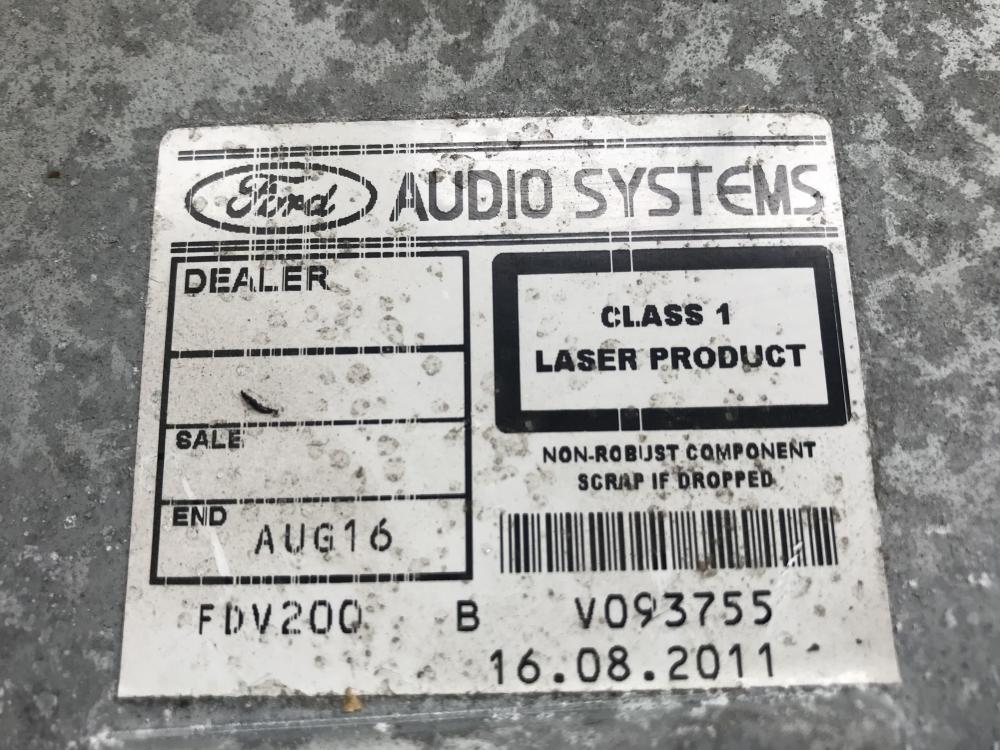 Ford AUDIO SYSTEMS
DEALER
CLASS 1
LASER PRODUCT
SALE
NON-ROBUST COMPONENT
SCRAP IF DROPPED
END AUG16
FDV200 B V093755
16.08.2011